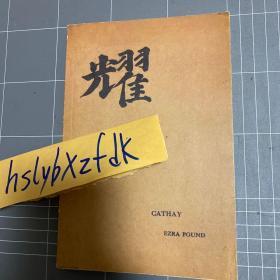 耀
hslybXzfdk
CATHAY
EZRA POUND